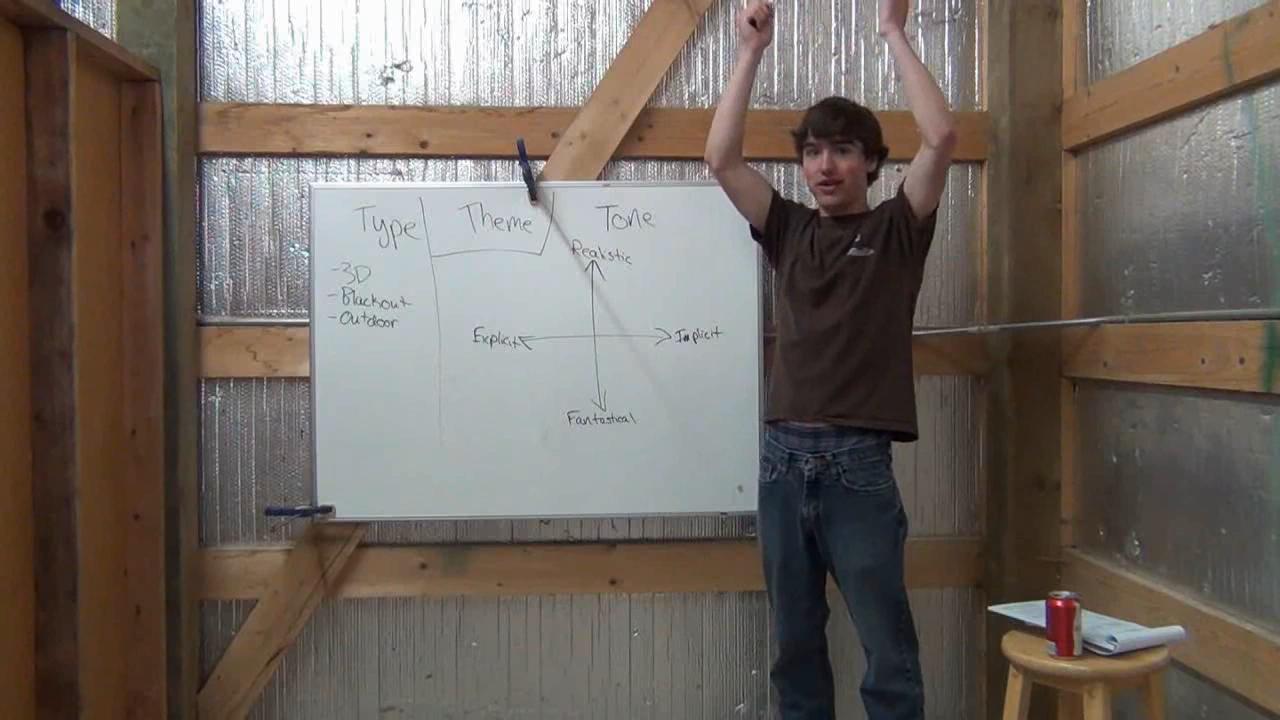 Type Theme Tone
Realistic
-3D
-Blackout
-Outdoor
Explicit Implicit
Fantastical